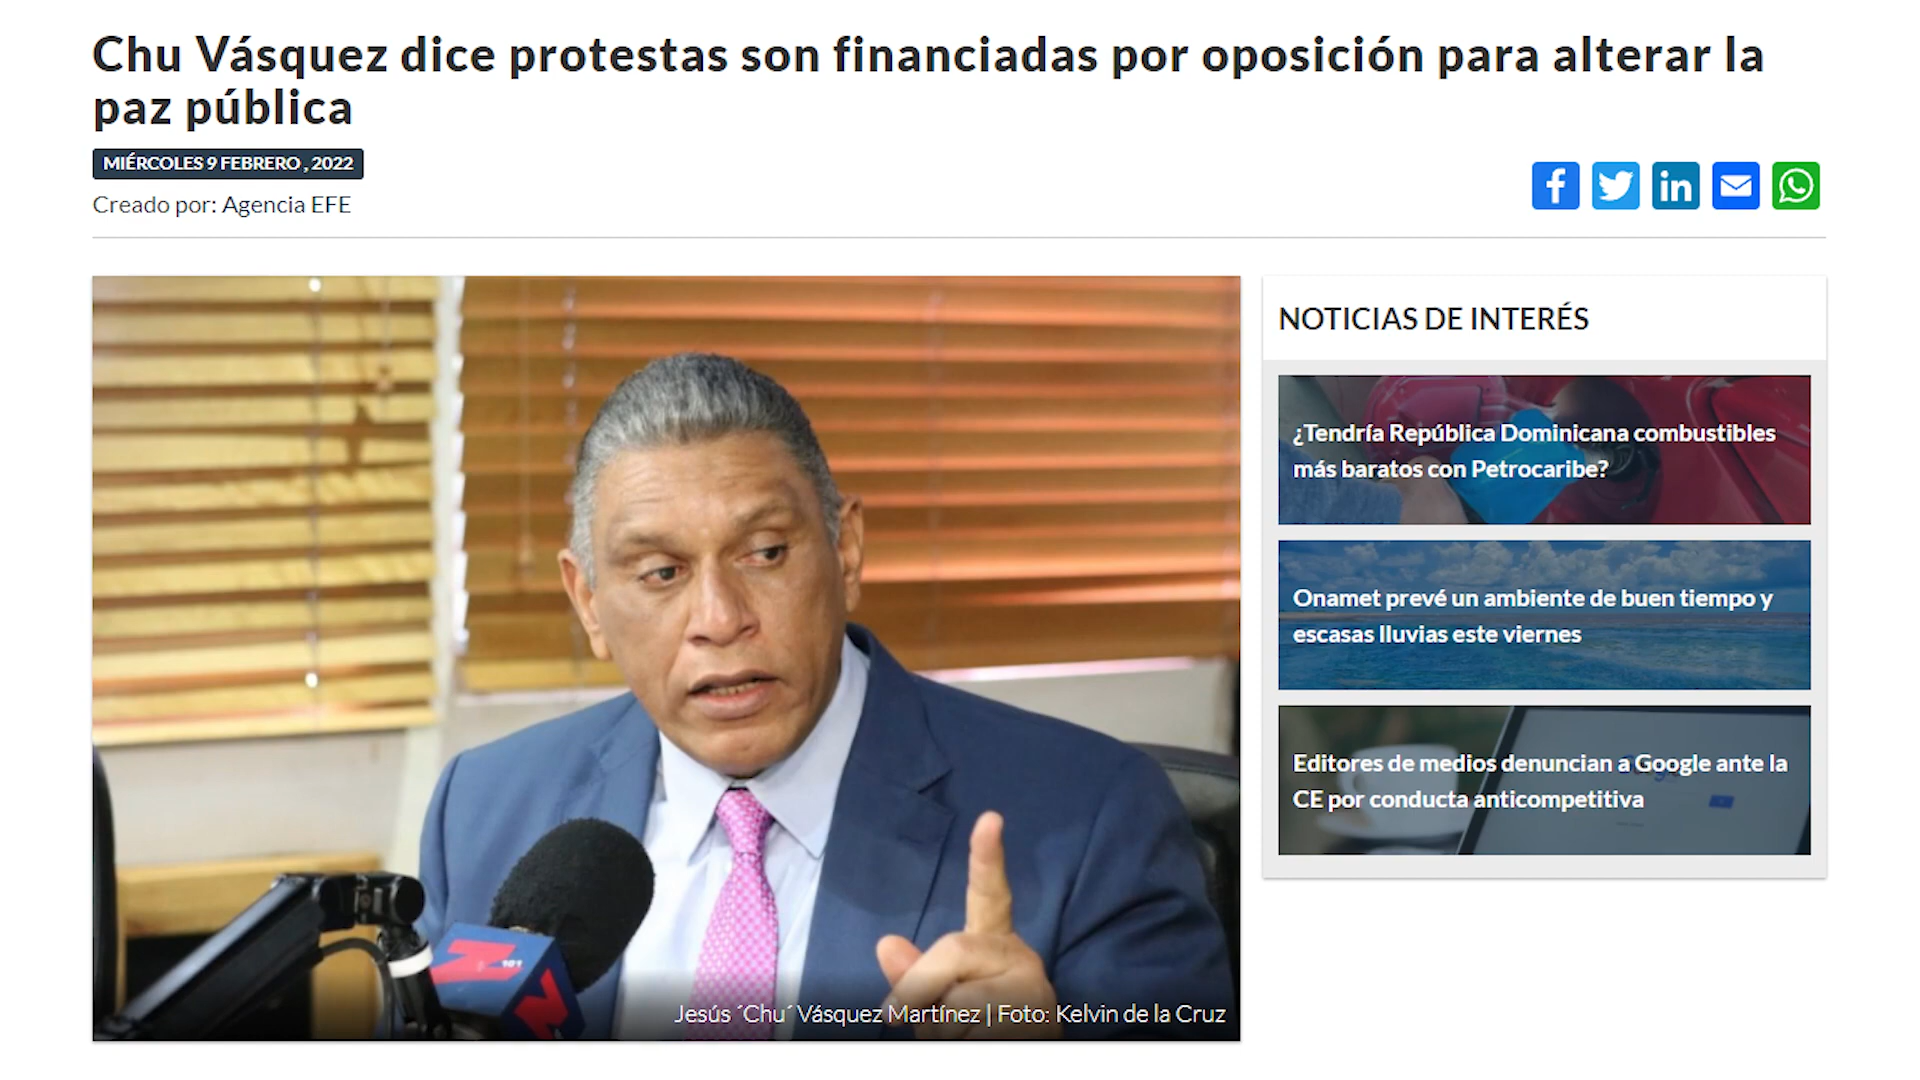 Chu Vásquez dice protestas son financiadas por oposición para alterar la
paz pública
MIÉRCOLES 9 FEBRERO , 2022
Creado por: Agencia EFE
NOTICIAS DE INTERÉS
¿Tendría República Dominicana combustibles
más baratos con Petrocaribe?
Onamet prevé un ambiente de buen tiempo y
escasas lluvias este viernes
Editores de medios denuncian a Google ante la
CE por conducta anticompetitiva
Z
101
Z
Jesús ´Chu´ Vásquez Martínez | Foto: Kelvin de la Cruz